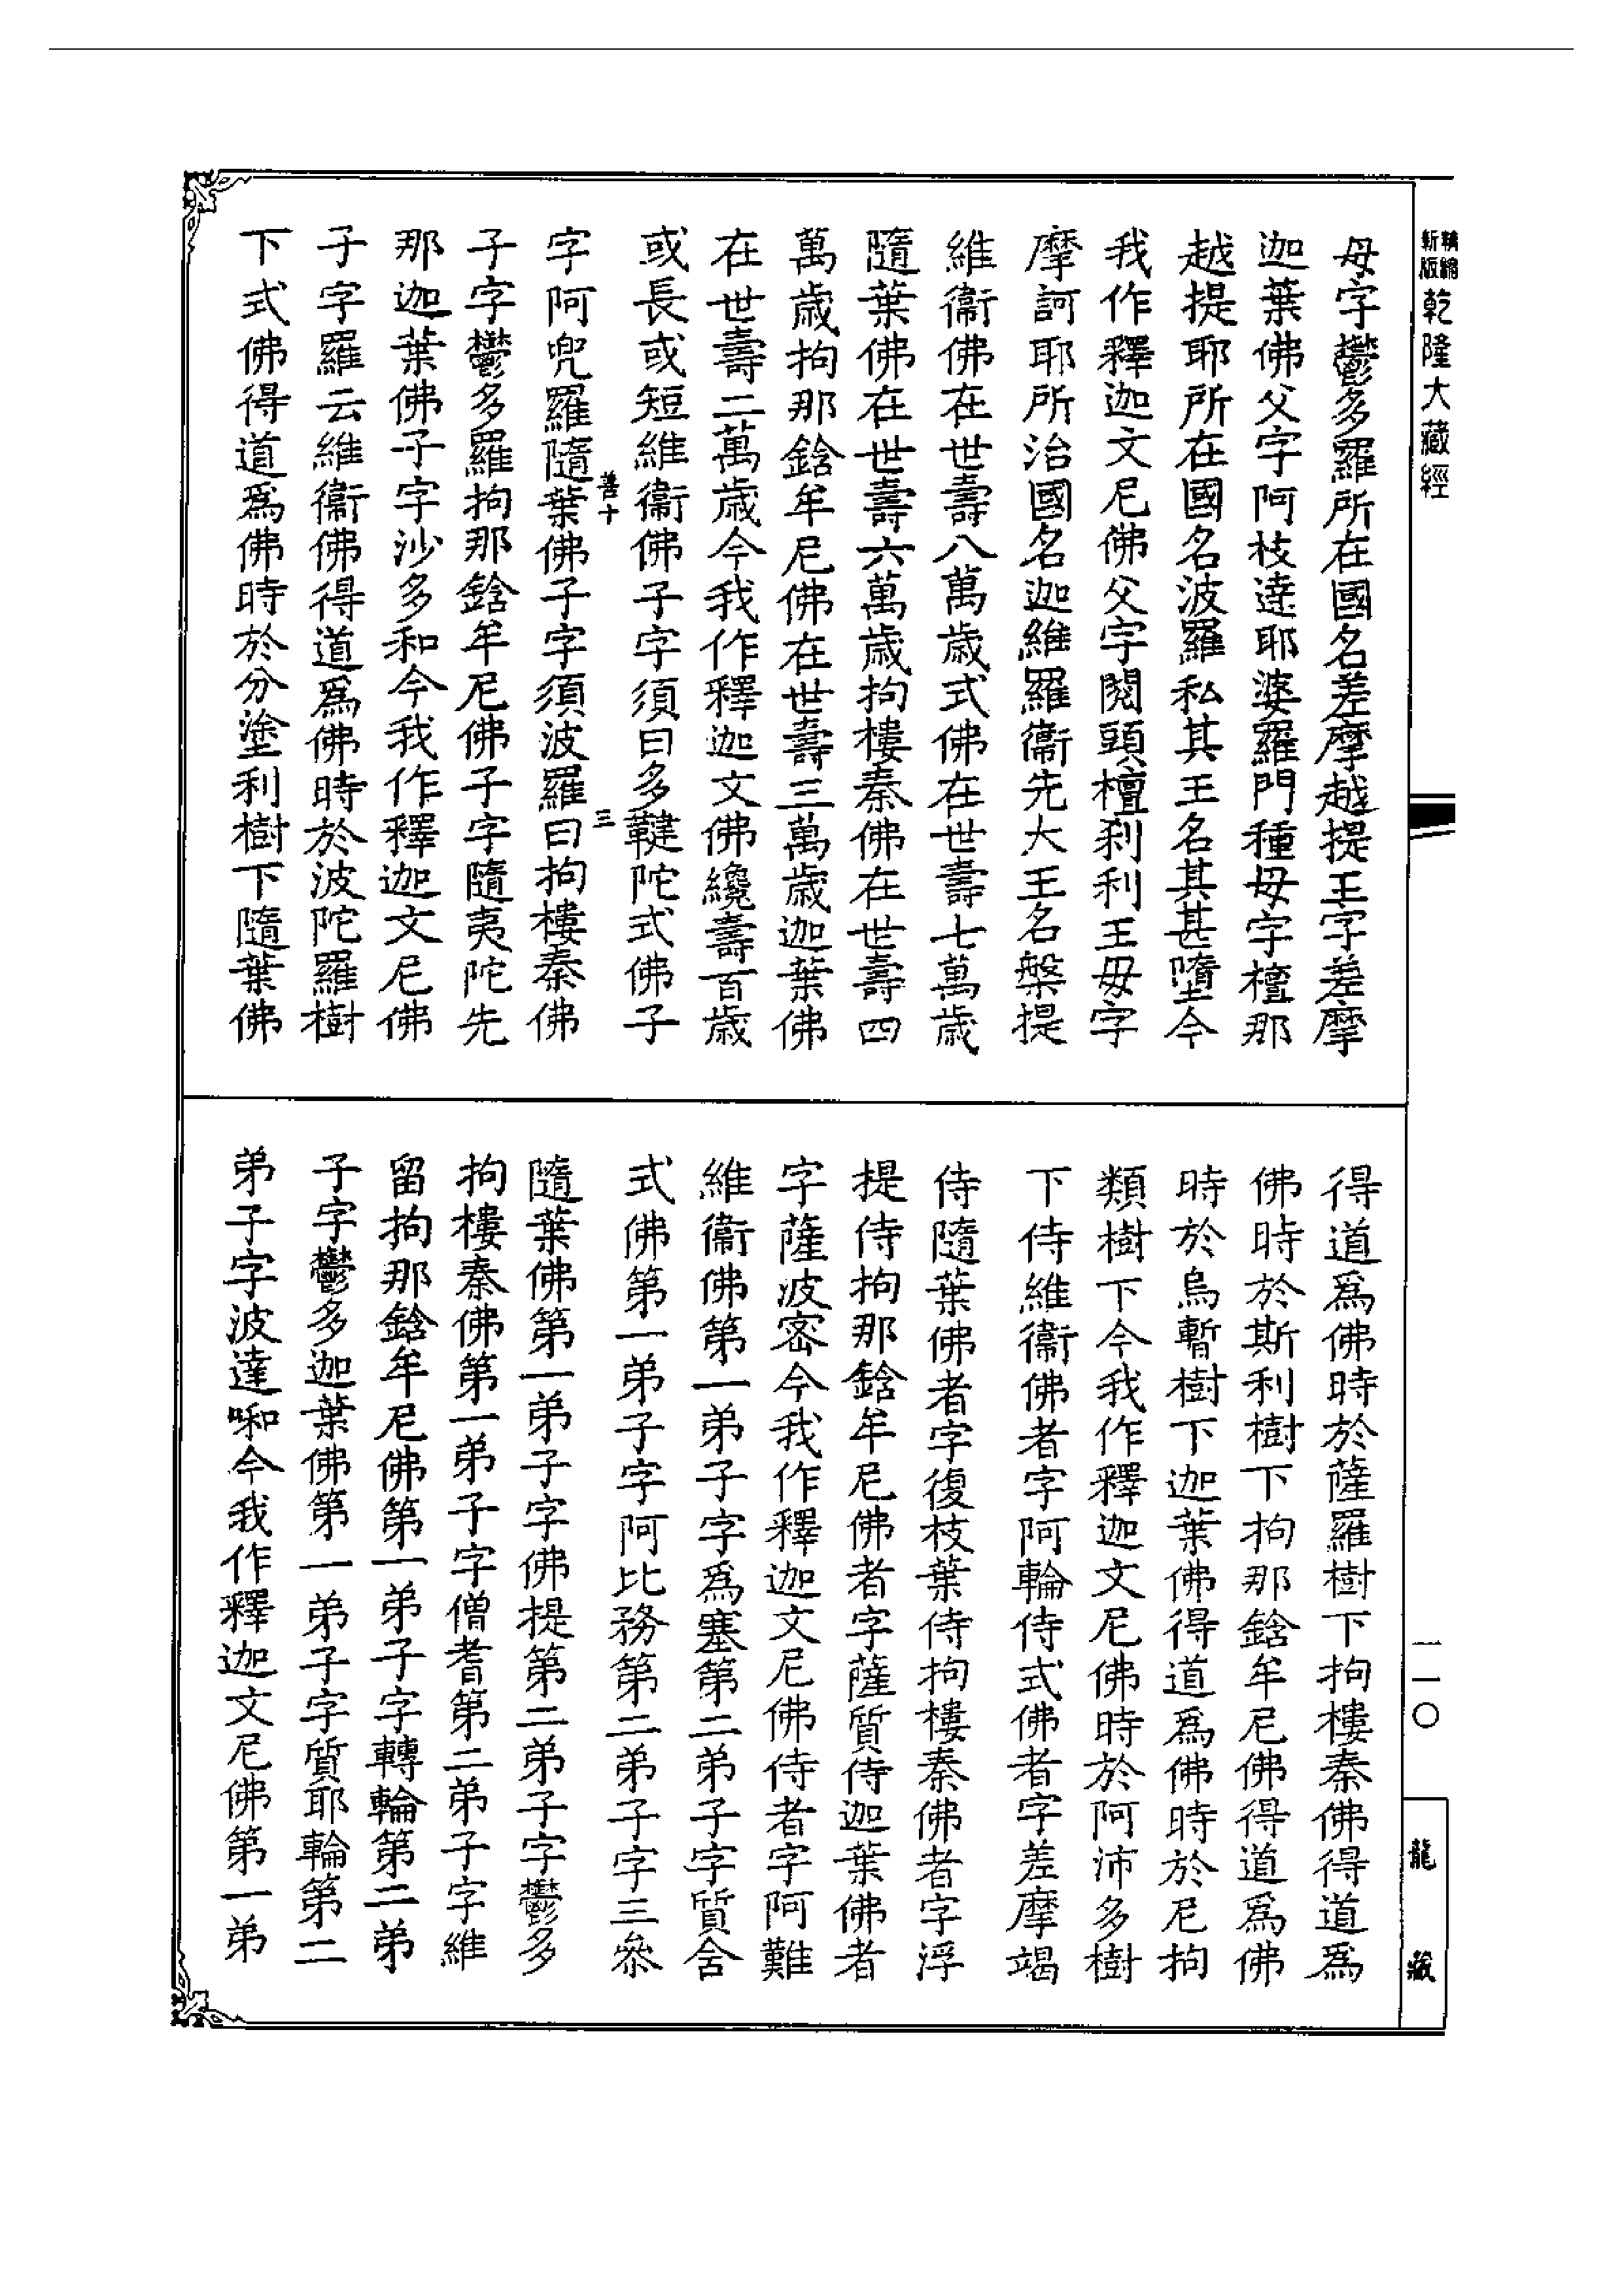 新版精縮乾隆大藏經
母字鬱多羅所在國名差摩越提王字差摩
迦葉佛父字阿枝達耶婆羅門種母字檀那
越提耶所在國名波羅私其王名其甚墮今
我作釋迦文尼佛父字閱頭檀剎利王母字
摩訶耶所治國名迦維羅衞先大王名槃提
維衞佛在世壽八萬歲式佛在世壽七萬歲
隨葉佛在世壽六萬歲拘樓秦佛在世壽四
萬歲拘那鋡牟尼佛在世壽三萬歲迦葉佛
在世壽二萬歲今我作釋迦文佛纔壽百歲
或長或短維衞佛子字須曰多鞬陀式佛子
善十 三
字阿兜羅隨葉佛子字須波羅曰拘樓秦佛
子字鬱多羅拘那鋡牟尼佛子字隨夷陀先
那迦葉佛子字沙多和今我作釋迦文尼佛
子字羅云維衞佛得道爲佛時於波陀羅樹
下式佛得道爲佛時於分塗利樹下隨葉佛
得道爲佛時於薩羅樹下拘樓秦佛得道爲
佛時於斯利樹下拘那鋡牟尼佛得道爲佛
時於烏暫樹下迦葉佛得道爲佛時於尼拘
類樹下今我作釋迦文尼佛時於阿沛多樹
下侍維衞佛者字阿輪侍式佛者字差摩竭
侍隨葉佛者字復枝葉侍拘樓秦佛者字浮
提侍拘那鋡牟尼佛者字薩質侍迦葉佛者
字薩波密今我作釋迦文尼佛侍者字阿難
維衞佛第一弟子字爲塞第二弟子字質舍
式佛第一弟子字阿比務第二弟子字三參
隨葉佛第一弟子字佛提第二弟子字鬱多
拘樓秦佛第一弟子字僧耆第二弟子字維
留拘那鋡牟尼佛第一弟子字轉輪第二弟
子字鬱多迦葉佛第一弟子字質耶輪第二
弟子字波達啝今我作釋迦文尼佛第一弟
一一〇
龍藏